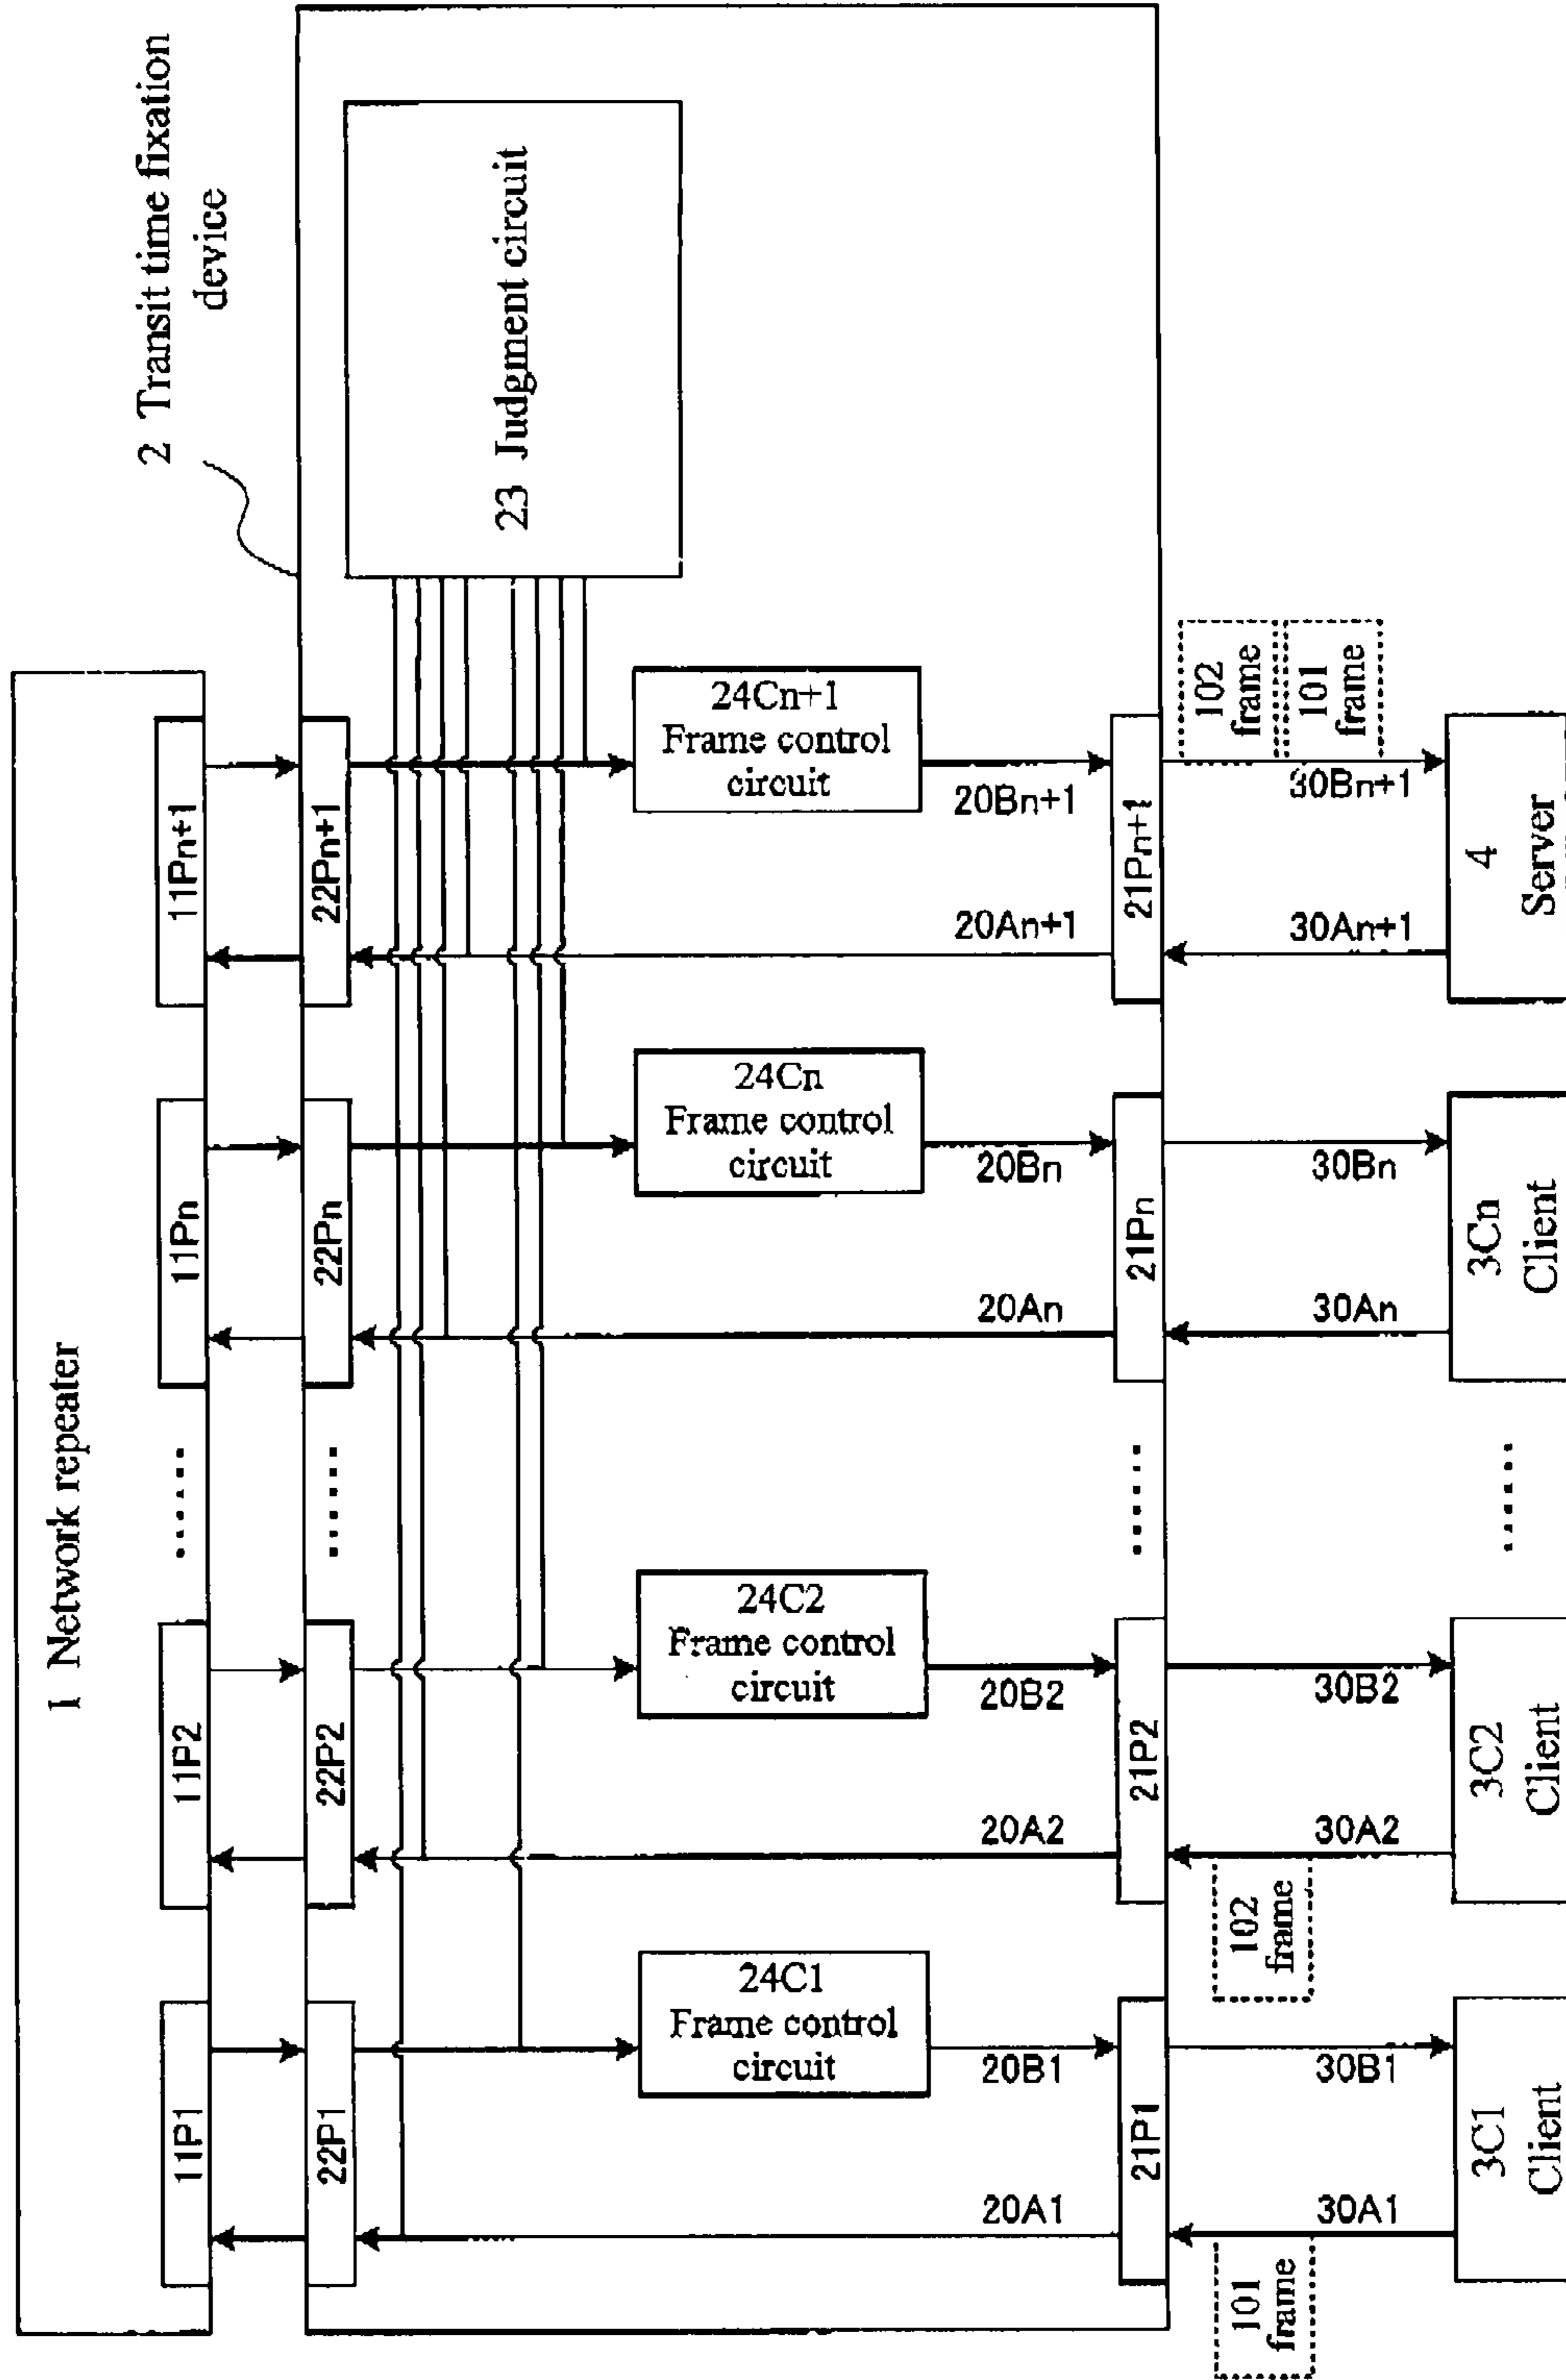 1 Network repeater
2 Transit time fixation
device
11P1
11P2
......
11Pn
11Pn+1
22P1
22P2
......
22Pn
22Pn+1
23 Judgment circuit
24C1
Frame control
circuit
24C2
Frame control
circuit
24Cn
Frame control
circuit
24Cn+1
Frame control
circuit
20A1
20B1
20A2
20B2
20An
20Bn
20An+1
20Bn+1
21P1
21P2
......
21Pn
21Pn+1
101
frame
102
frame
102
frame
101
frame
30A1
30B1
30A2
30B2
30An
30Bn
30An+1
30Bn+1
3C1
Client
3C2
Client
......
3Cn
Client
4
Server